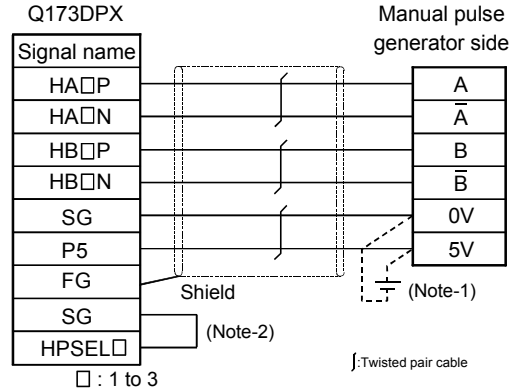 Q173DPX
Manual pulse
generator side
Signal name
HA□P
A
HA□N
A̅
HB□P
B
HB□N
B̅
SG
0V
P5
5V
FG
Shield
(Note-1)
SG
(Note-2)
HPSEL□
⎰:Twisted pair cable
□ : 1 to 3